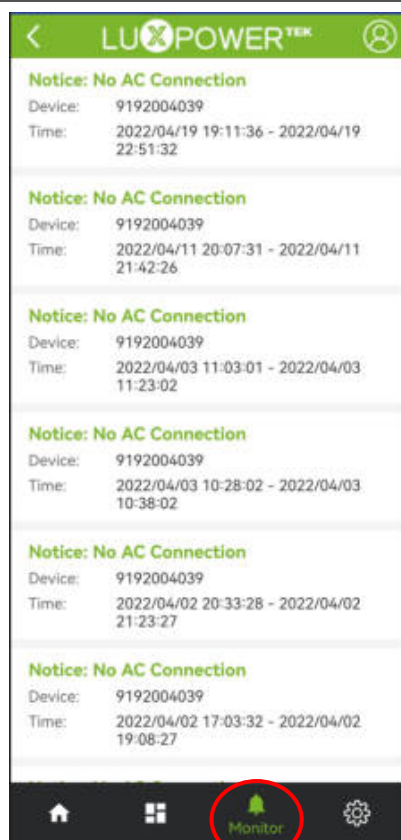 LUXPOWERTEK
Notice: No AC Connection
Device: 9192004039
Time: 2022/04/19 19:11:36 - 2022/04/19
22:51:32
Notice: No AC Connection
Device: 9192004039
Time: 2022/04/11 20:07:31 - 2022/04/11
21:42:26
Notice: No AC Connection
Device: 9192004039
Time: 2022/04/03 11:03:01 - 2022/04/03
11:23:02
Notice: No AC Connection
Device: 9192004039
Time: 2022/04/03 10:28:02 - 2022/04/03
10:38:02
Notice: No AC Connection
Device: 9192004039
Time: 2022/04/02 20:33:28 - 2022/04/02
21:23:27
Notice: No AC Connection
Device: 9192004039
Time: 2022/04/02 17:03:32 - 2022/04/02
19:08:27
Monitor